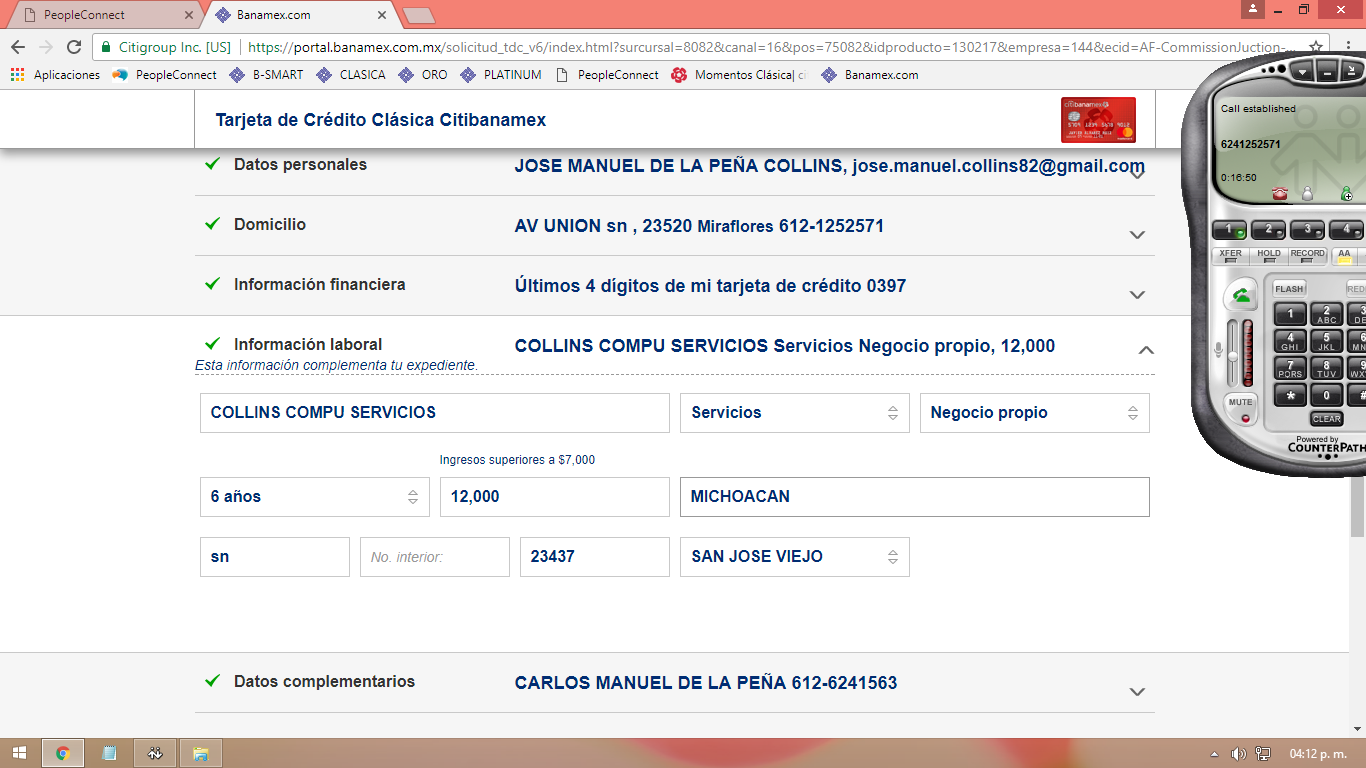 PeopleConnect
Banamex.com
Citigroup Inc. [US]
https://portal.banamex.com.mx/solicitud_tdc_v6/index.html?surcursal=8082&canal=16&pos=75082&idproducto=130217&empresa=144&ecid=AF-CommissionJuction-...
Aplicaciones PeopleConnect B-SMART CLASICA ORO PLATINUM PeopleConnect Momentos Clásica| ci Banamex.com
Tarjeta de Crédito Clásica Citibanamex
citibanamex
Datos personales JOSE MANUEL DE LA PEÑA COLLINS, jose.manuel.collins82@gmail.com
Domicilio AV UNION sn , 23520 Miraflores 612-1252571
Información financiera Últimos 4 dígitos de mi tarjeta de crédito 0397
Información laboral COLLINS COMPU SERVICIOS Servicios Negocio propio, 12,000
Esta información complementa tu expediente.
COLLINS COMPU SERVICIOS Servicios Negocio propio
Ingresos superiores a $7,000
6 años 12,000 MICHOACAN
sn No. interior: 23437 SAN JOSE VIEJO
Datos complementarios CARLOS MANUEL DE LA PEÑA 612-6241563
Call established
6241252571
0:16:50
1 2 3 4
XFER HOLD RECORD AA
FLASH RED
1 2 3
ABC DE
4 5 6
GHI JKL MN
7 8 9
PQRS TUV WX
* 0 #
MUTE
CLEAR
Powered by
COUNTERPATH
04:12 p. m.